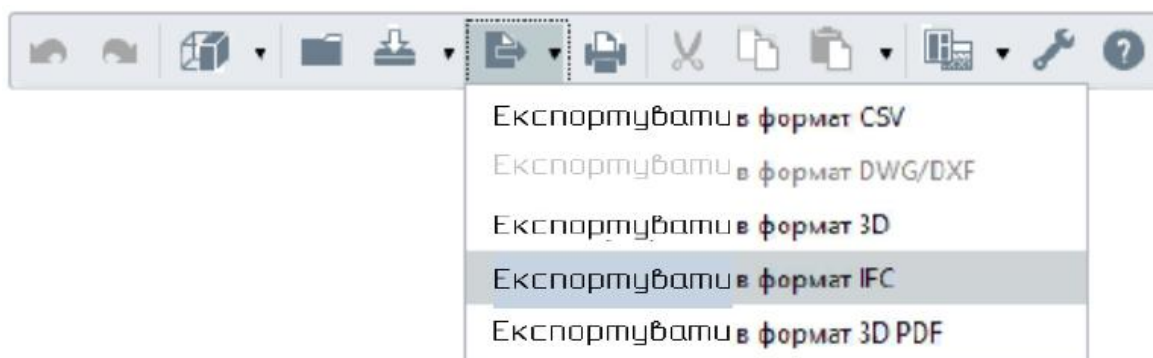 Експортувати в формат CSV
Експортувати в формат DWG/DXF
Експортувати в формат 3D
Експортувати в формат IFC
Експортувати в формат 3D PDF